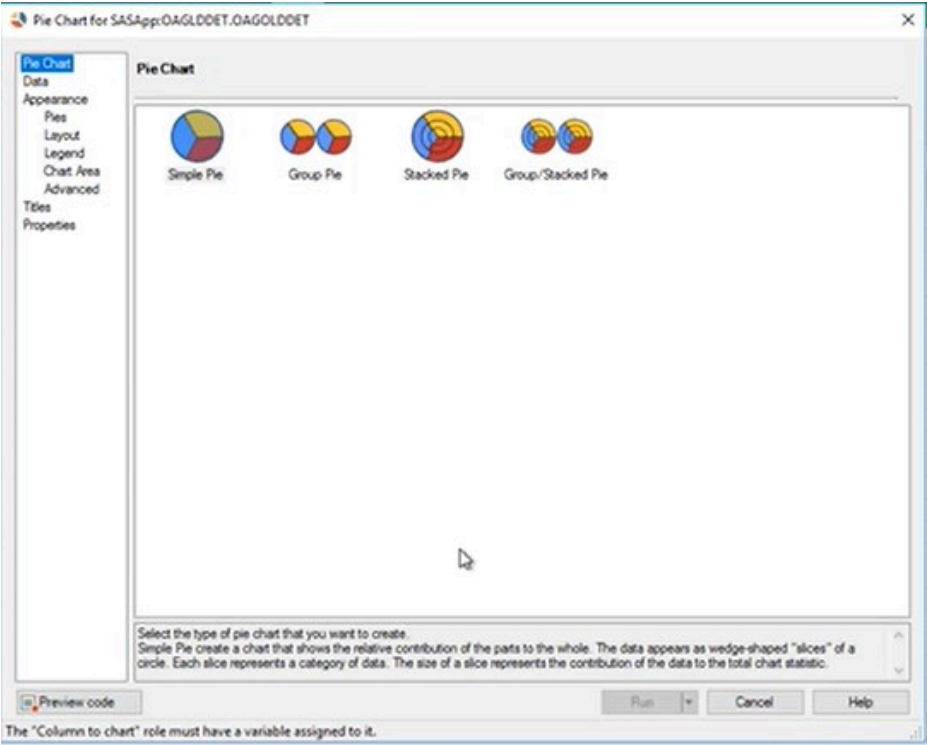 Pie Chart for SASApp:OAGLDDET.OAGOLDDET
Pie Chart
Data
Appearance
Pies
Layout
Legend
Chart Area
Advanced
Titles
Properties
Pie Chart
Simple Pie
Group Pie
Stacked Pie
Group/Stacked Pie
Select the type of pie chart that you want to create.
Simple Pie create a chart that shows the relative contribution of the parts to the whole. The data appears as wedge-shaped "slices" of a
circle. Each slice represents a category of data. The size of a slice represents the contribution of the data to the total chart statistic.
Preview code
Run
Cancel
Help
The "Column to chart" role must have a variable assigned to it.